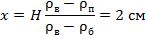 x = H (ρв − ρп)/(ρв − ρб) = 2 см